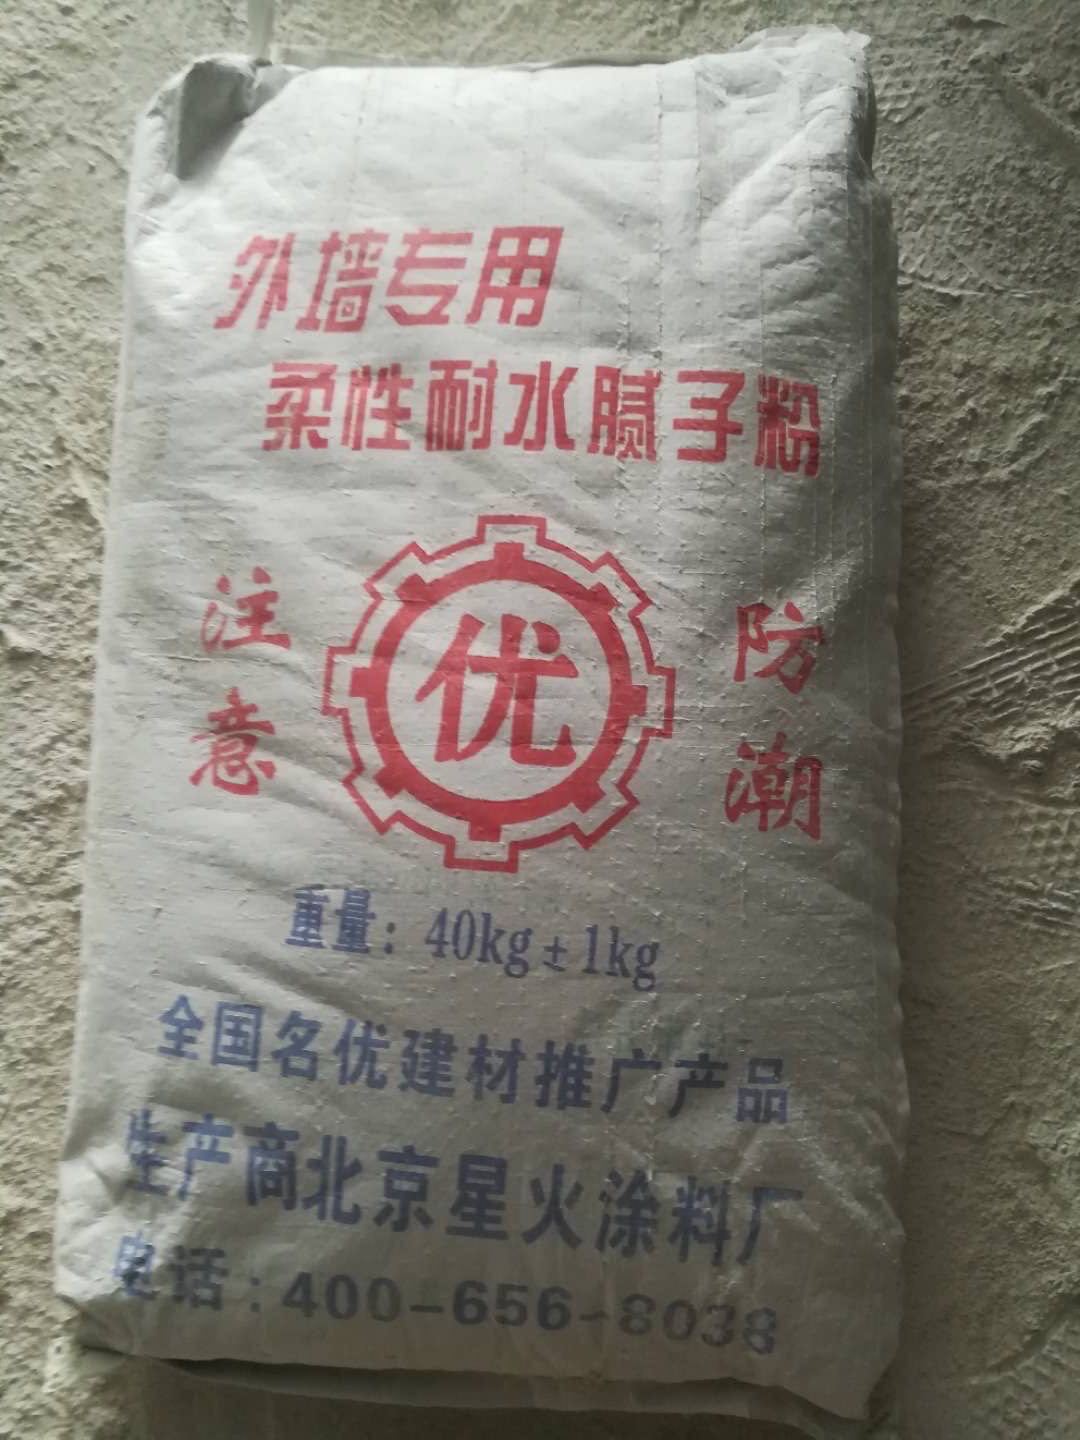 外墙专用
柔性耐水腻子粉
注意
优
防潮
重量：40kg±1kg
全国名优建材推广产品
生产商北京星火涂料厂
电话：400-656-8038